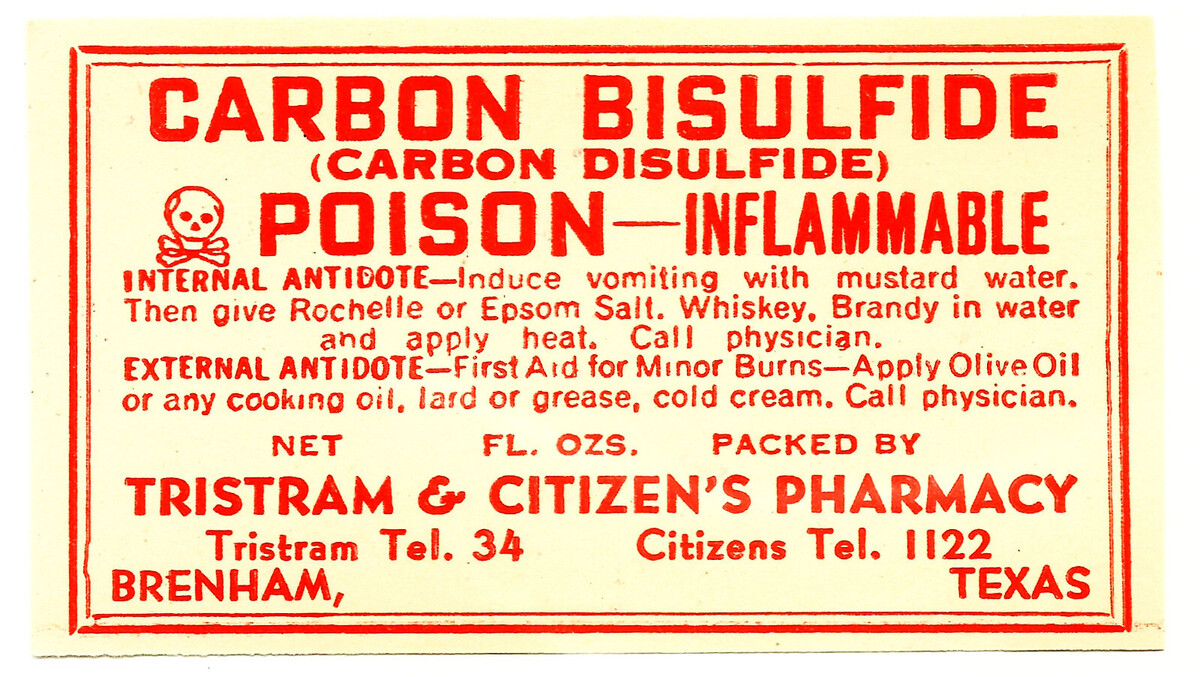 CARBON BISULFIDE
(CARBON DISULFIDE)
POISON—INFLAMMABLE
INTERNAL ANTIDOTE—Induce vomiting with mustard water.
Then give Rochelle or Epsom Salt. Whiskey, Brandy in water
and apply heat. Call physician.
EXTERNAL ANTIDOTE—First Aid for Minor Burns—Apply Olive Oil
or any cooking oil, lard or grease, cold cream. Call physician.
NET FL. OZS. PACKED BY
TRISTRAM & CITIZEN'S PHARMACY
Tristram Tel. 34 Citizens Tel. 1122
BRENHAM, TEXAS